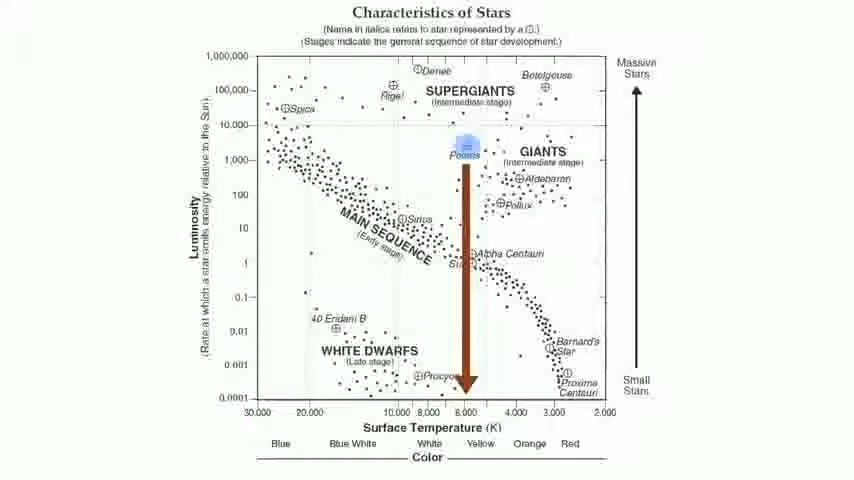 Characteristics of Stars
(Name in italics refers to star represented by a ⊕.)
(Stages indicate the general sequence of star development.)
Massive
Stars
1,000,000
100,000
10,000
1,000
100
10
1
0.1
0.01
0.001
0.0001
Luminosity
(Rate at which a star emits energy relative to the Sun)
Deneb
Betelgeuse
Rigel
SUPERGIANTS
(Intermediate stage)
Spica
GIANTS
(Intermediate stage)
Aldebaran
Pollux
Sirius
MAIN SEQUENCE
(Early stage)
Alpha Centauri
40 Eridani B
WHITE DWARFS
(Late stage)
Barnard's
Star
Proxima
Centauri
Small
Stars
30,000 20,000 10,000 8,000 6,000 4,000 3,000 2,000
Surface Temperature (K)
Blue Blue White White Yellow Orange Red
Color